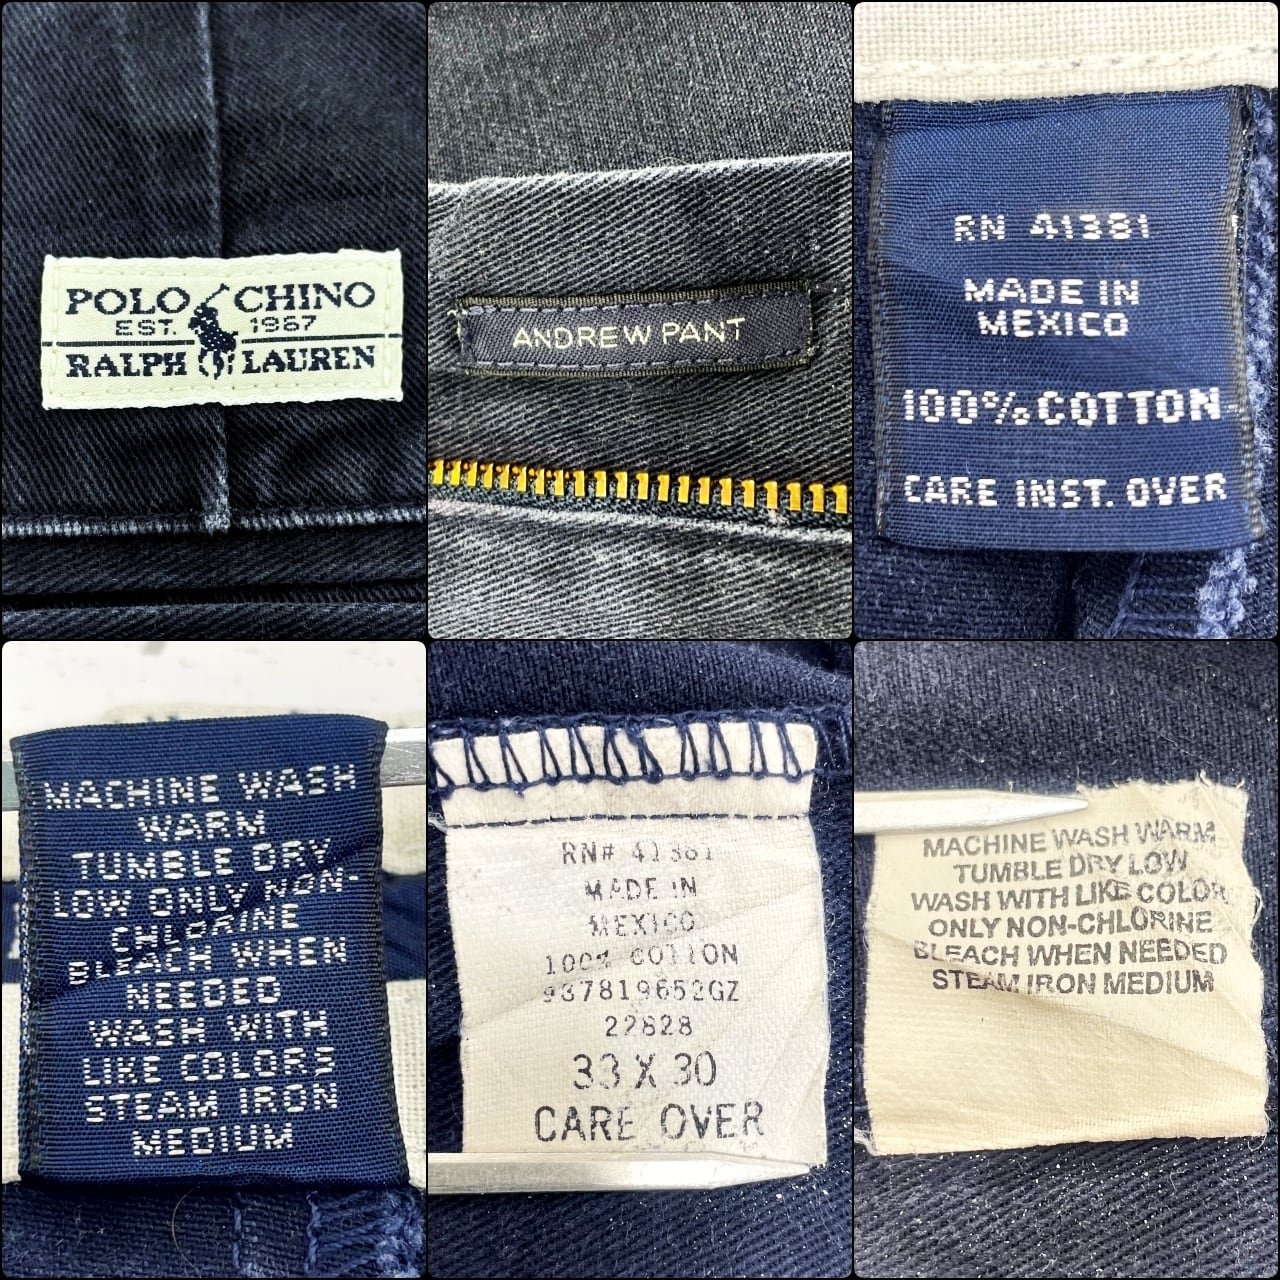 POLO CHINO
EST. 1967
RALPH LAUREN
ANDREW PANT
RN 41381
MADE IN
MEXICO
100% COTTON
CARE INST. OVER
MACHINE WASH
WARM
TUMBLE DRY
LOW ONLY NON-
CHLORINE
BLEACH WHEN
NEEDED
WASH WITH
LIKE COLORS
STEAM IRON
MEDIUM
RN# 41381
MADE IN
MEXICO
100% COTTON
937819652GZ
22828
33 X 30
CARE OVER
MACHINE WASH WARM
TUMBLE DRY LOW
WASH WITH LIKE COLOR
ONLY NON-CHLORINE
BLEACH WHEN NEEDED
STEAM IRON MEDIUM